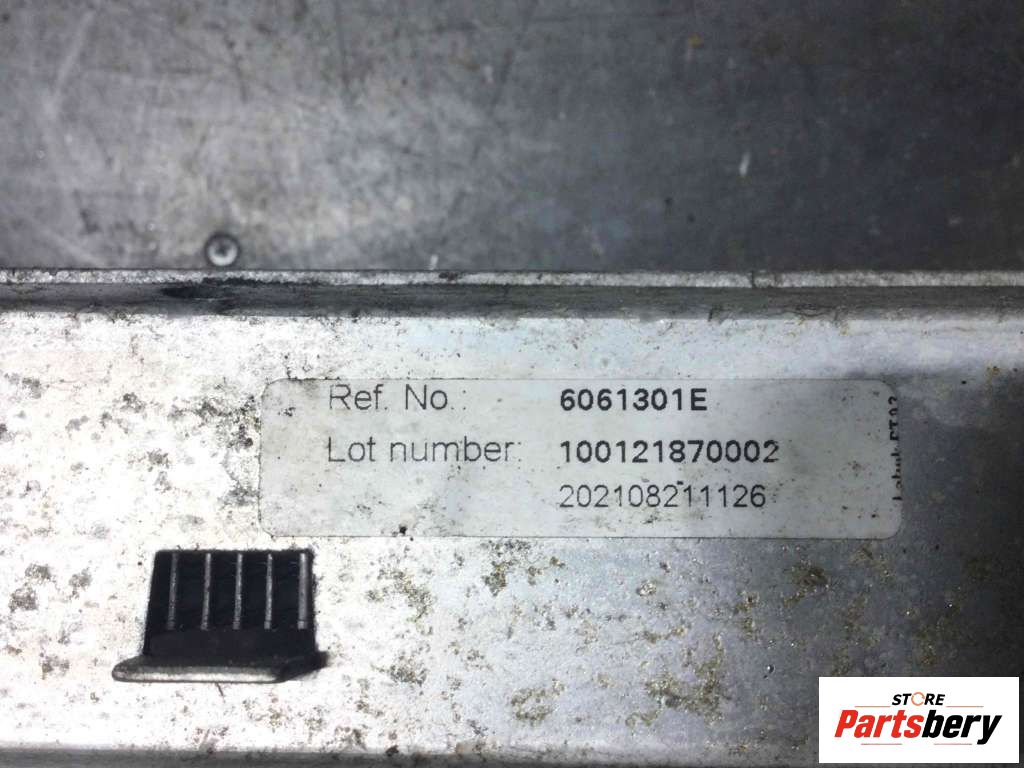 Ref. No.: 6061301E
Lot number: 100121870002
202108211126
STORE
Partsbery